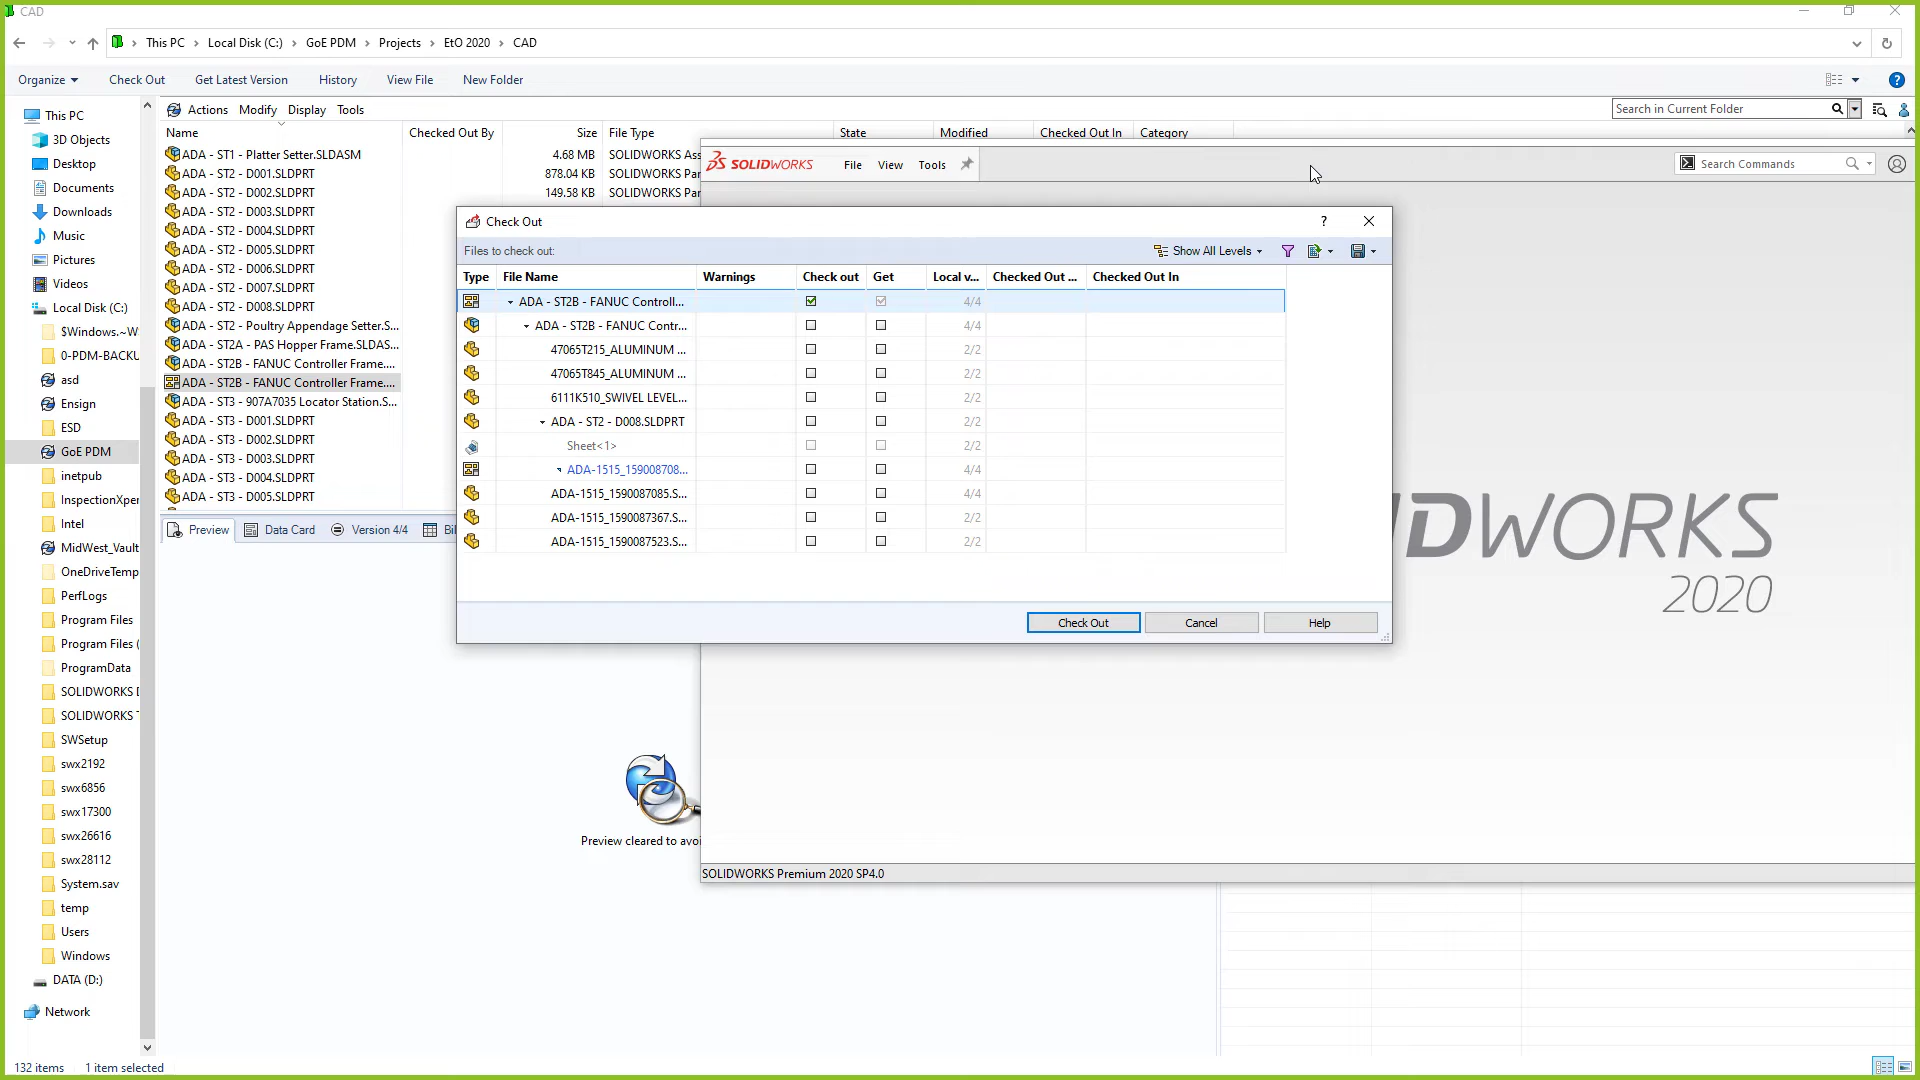 CAD
This PC > Local Disk (C:) > GoE PDM > Projects > EtO 2020 > CAD
Organize Check Out Get Latest Version History View File New Folder
Actions Modify Display Tools
Search in Current Folder
Name Checked Out By Size File Type State Modified Checked Out In Category
This PC
3D Objects
Desktop
Documents
Downloads
Music
Pictures
Videos
Local Disk (C:)
$Windows.~W
0-PDM-BACKU
asd
Ensign
ESD
GoE PDM
inetpub
InspectionXper
Intel
MidWest_Vault
OneDriveTemp
PerfLogs
Program Files
Program Files (
ProgramData
SOLIDWORKS D
SOLIDWORKS T
SWSetup
swx2192
swx6856
swx17300
swx26616
swx28112
System.sav
temp
Users
Windows
DATA (D:)
Network
ADA - ST1 - Platter Setter.SLDASM 4.68 MB SOLIDWORKS Ass
ADA - ST2 - D001.SLDPRT 878.04 KB SOLIDWORKS Par
ADA - ST2 - D002.SLDPRT 149.58 KB SOLIDWORKS Par
ADA - ST2 - D003.SLDPRT
ADA - ST2 - D004.SLDPRT
ADA - ST2 - D005.SLDPRT
ADA - ST2 - D006.SLDPRT
ADA - ST2 - D007.SLDPRT
ADA - ST2 - D008.SLDPRT
ADA - ST2 - Poultry Appendage Setter.S...
ADA - ST2A - PAS Hopper Frame.SLDAS...
ADA - ST2B - FANUC Controller Frame....
ADA - ST2B - FANUC Controller Frame....
ADA - ST3 - 907A7035 Locator Station.S...
ADA - ST3 - D001.SLDPRT
ADA - ST3 - D002.SLDPRT
ADA - ST3 - D003.SLDPRT
ADA - ST3 - D004.SLDPRT
ADA - ST3 - D005.SLDPRT
Preview Data Card Version 4/4 Bil
Preview cleared to avoi
SOLIDWORKS File View Tools
Search Commands
Check Out ?
Files to check out: Show All Levels
Type File Name Warnings Check out Get Local v... Checked Out ... Checked Out In
ADA - ST2B - FANUC Controll... 4/4
ADA - ST2B - FANUC Contr... 4/4
47065T215_ALUMINUM ... 2/2
47065T845_ALUMINUM ... 2/2
6111K510_SWIVEL LEVEL... 2/2
ADA - ST2 - D008.SLDPRT 2/2
Sheet<1> 2/2
ADA-1515_159008708... 4/4
ADA-1515_1590087085.S... 4/4
ADA-1515_1590087367.S... 2/2
ADA-1515_1590087523.S... 2/2
Check Out Cancel Help
IDWORKS
2020
SOLIDWORKS Premium 2020 SP4.0
132 items 1 item selected